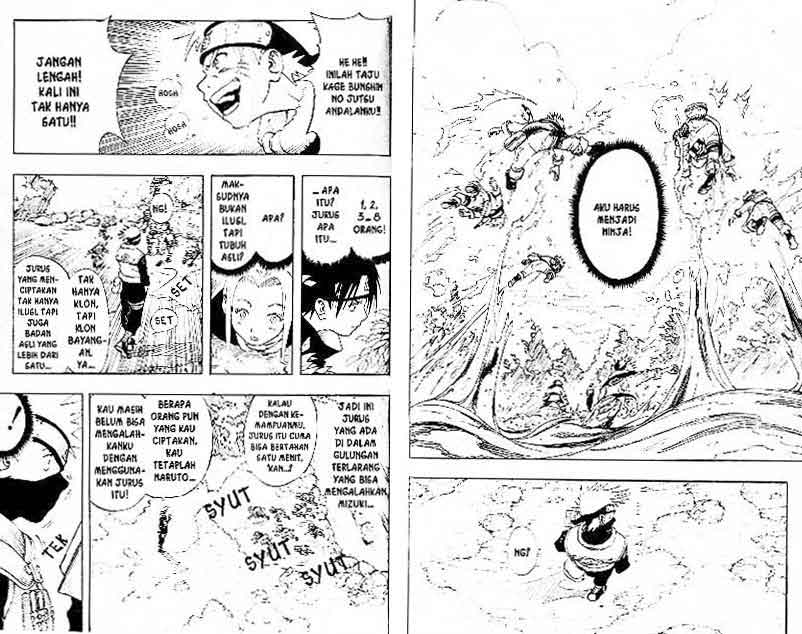 AKU HARUS
MENJADI
NINJA!
NG?
HE HE!!
INILAH TAJU
KAGE BUNSHIN
NO JUTSU
ANDALANKU!!
HOSH
HOSH
JANGAN
LENGAH!
KALI INI
TAK HANYA
SATU!!
1, 2,
3...8
ORANG!
... APA
ITU?
JURUS
APA
ITU...
APA?
MAK-
SUDNYA
BUKAN
ILUSI,
TAPI
TUBUH
ASLI?
NG!
SET
SET
TAK
HANYA
KLON,
TAPI
KLON
BAYANG-
AN,
YA...
JURUS
YANG MEN-
CIPTAKAN
TAK HANYA
ILUSI TAPI
JUGA
BADAN
ASLI YANG
LEBIH DARI
SATU...
JADI INI
JURUS
YANG ADA
DI DALAM
GULUNGAN
TERLARANG
YANG BISA
MENGALAHKAN
MIZUKI...
KALAU
DENGAN KE-
MAMPUANMU,
JURUS ITU CUMA
BISA BERTAHAN
SATU MENIT,
'KAN...?
BERAPA
ORANG PUN
YANG KAU
CIPTAKAN,
KAU
TETAPLAH
NARUTO...
KAU MASIH
BELUM BISA
MENGALAH-
KANKU
DENGAN
MENGGUNA-
KAN JURUS
ITU!
SYUT
SYUT
SYUT
!
TEK